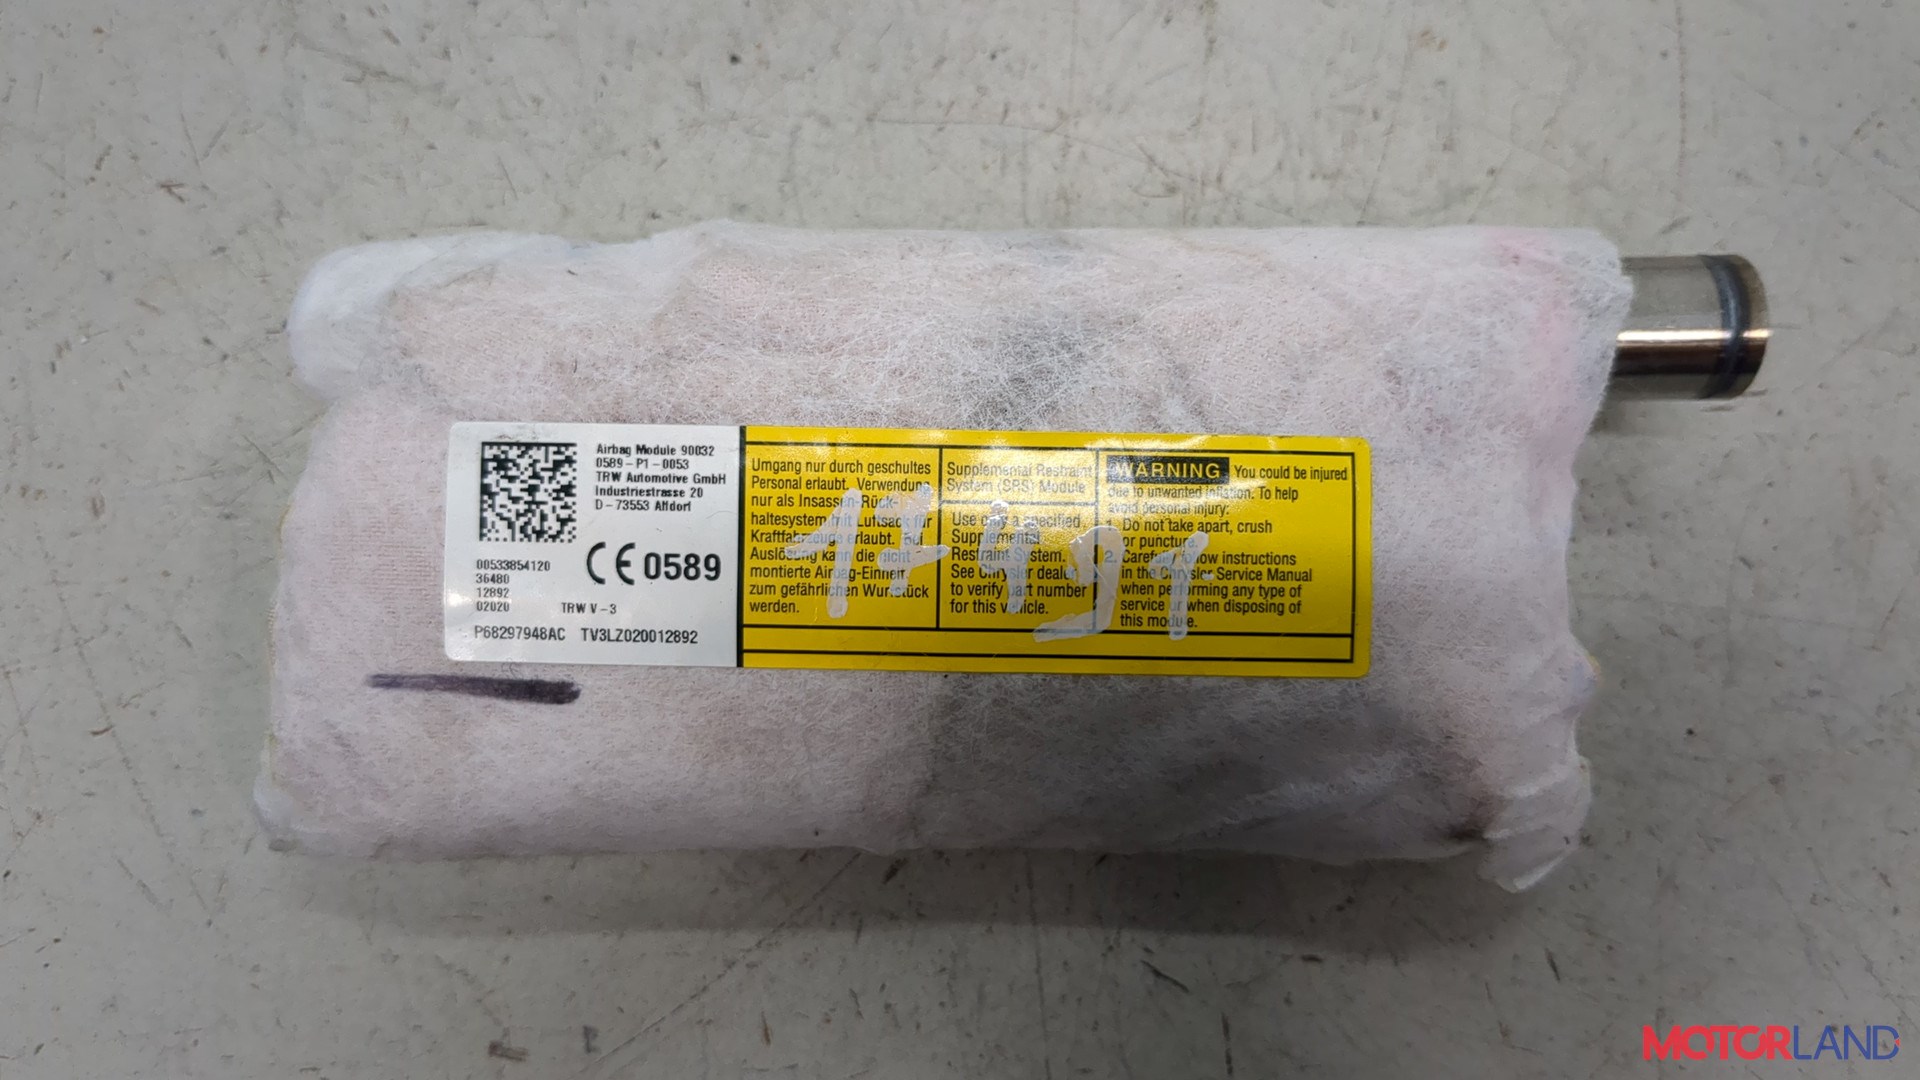 Airbag Module 90032
0589-P1-0053
TRW Automotive GmbH
Industriestrasse 20
D-73553 Alfdorf
CE 0589
00533854120
36480
12892
02020 TRW V-3
P68297948AC TV3LZ020012892
Umgang nur durch geschultes
Personal erlaubt. Verwendung
nur als Insassen-Rück-
haltesystem mit Luftsack für
Kraftfahrzeuge erlaubt. Bei
Auslösung kann die nicht
montierte Airbag-Einheit
zum gefährlichen Wurfstück
werden.
Supplemental Restraint
System (SRS) Module
Use only a specified
Supplemental
Restraint System.
See Chrysler dealer
to verify part number
for this vehicle.
WARNING You could be injured
due to unwanted inflation. To help
avoid personal injury:
1. Do not take apart, crush
or puncture.
2. Carefully follow instructions
in the Chrysler Service Manual
when performing any type of
service or when disposing of
this module.
MOTORLAND